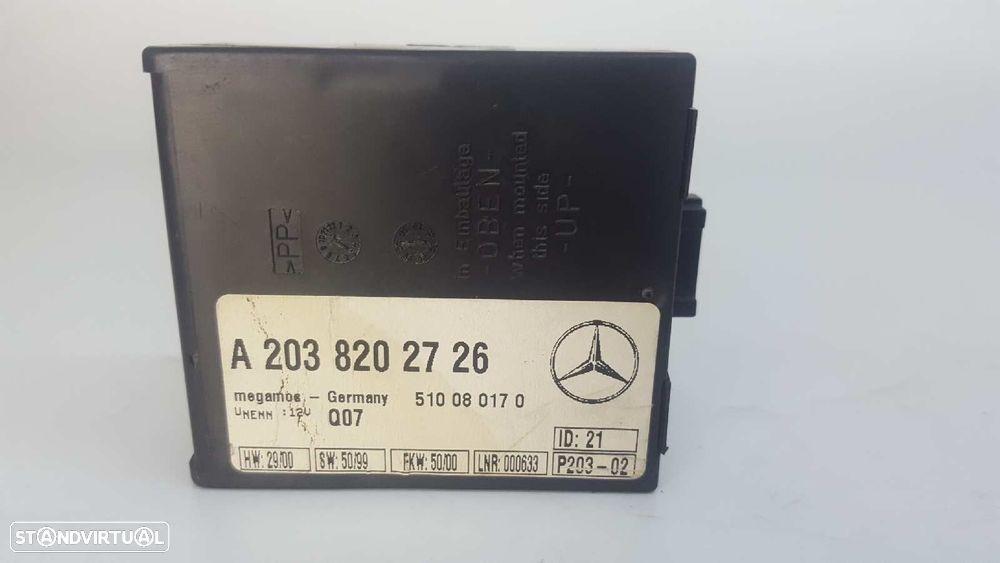 >PP<
in Einbaulage
-OBEN-
When mounted
this side
-UP-
A 203 820 27 26
megamos - Germany 510 08 017 0
UNENN :12V Q07
ID: 21
HW: 29/00 SW: 50/99 FKW: 50/00 LNR: 000633 P203-02
STANDVIRTUAL